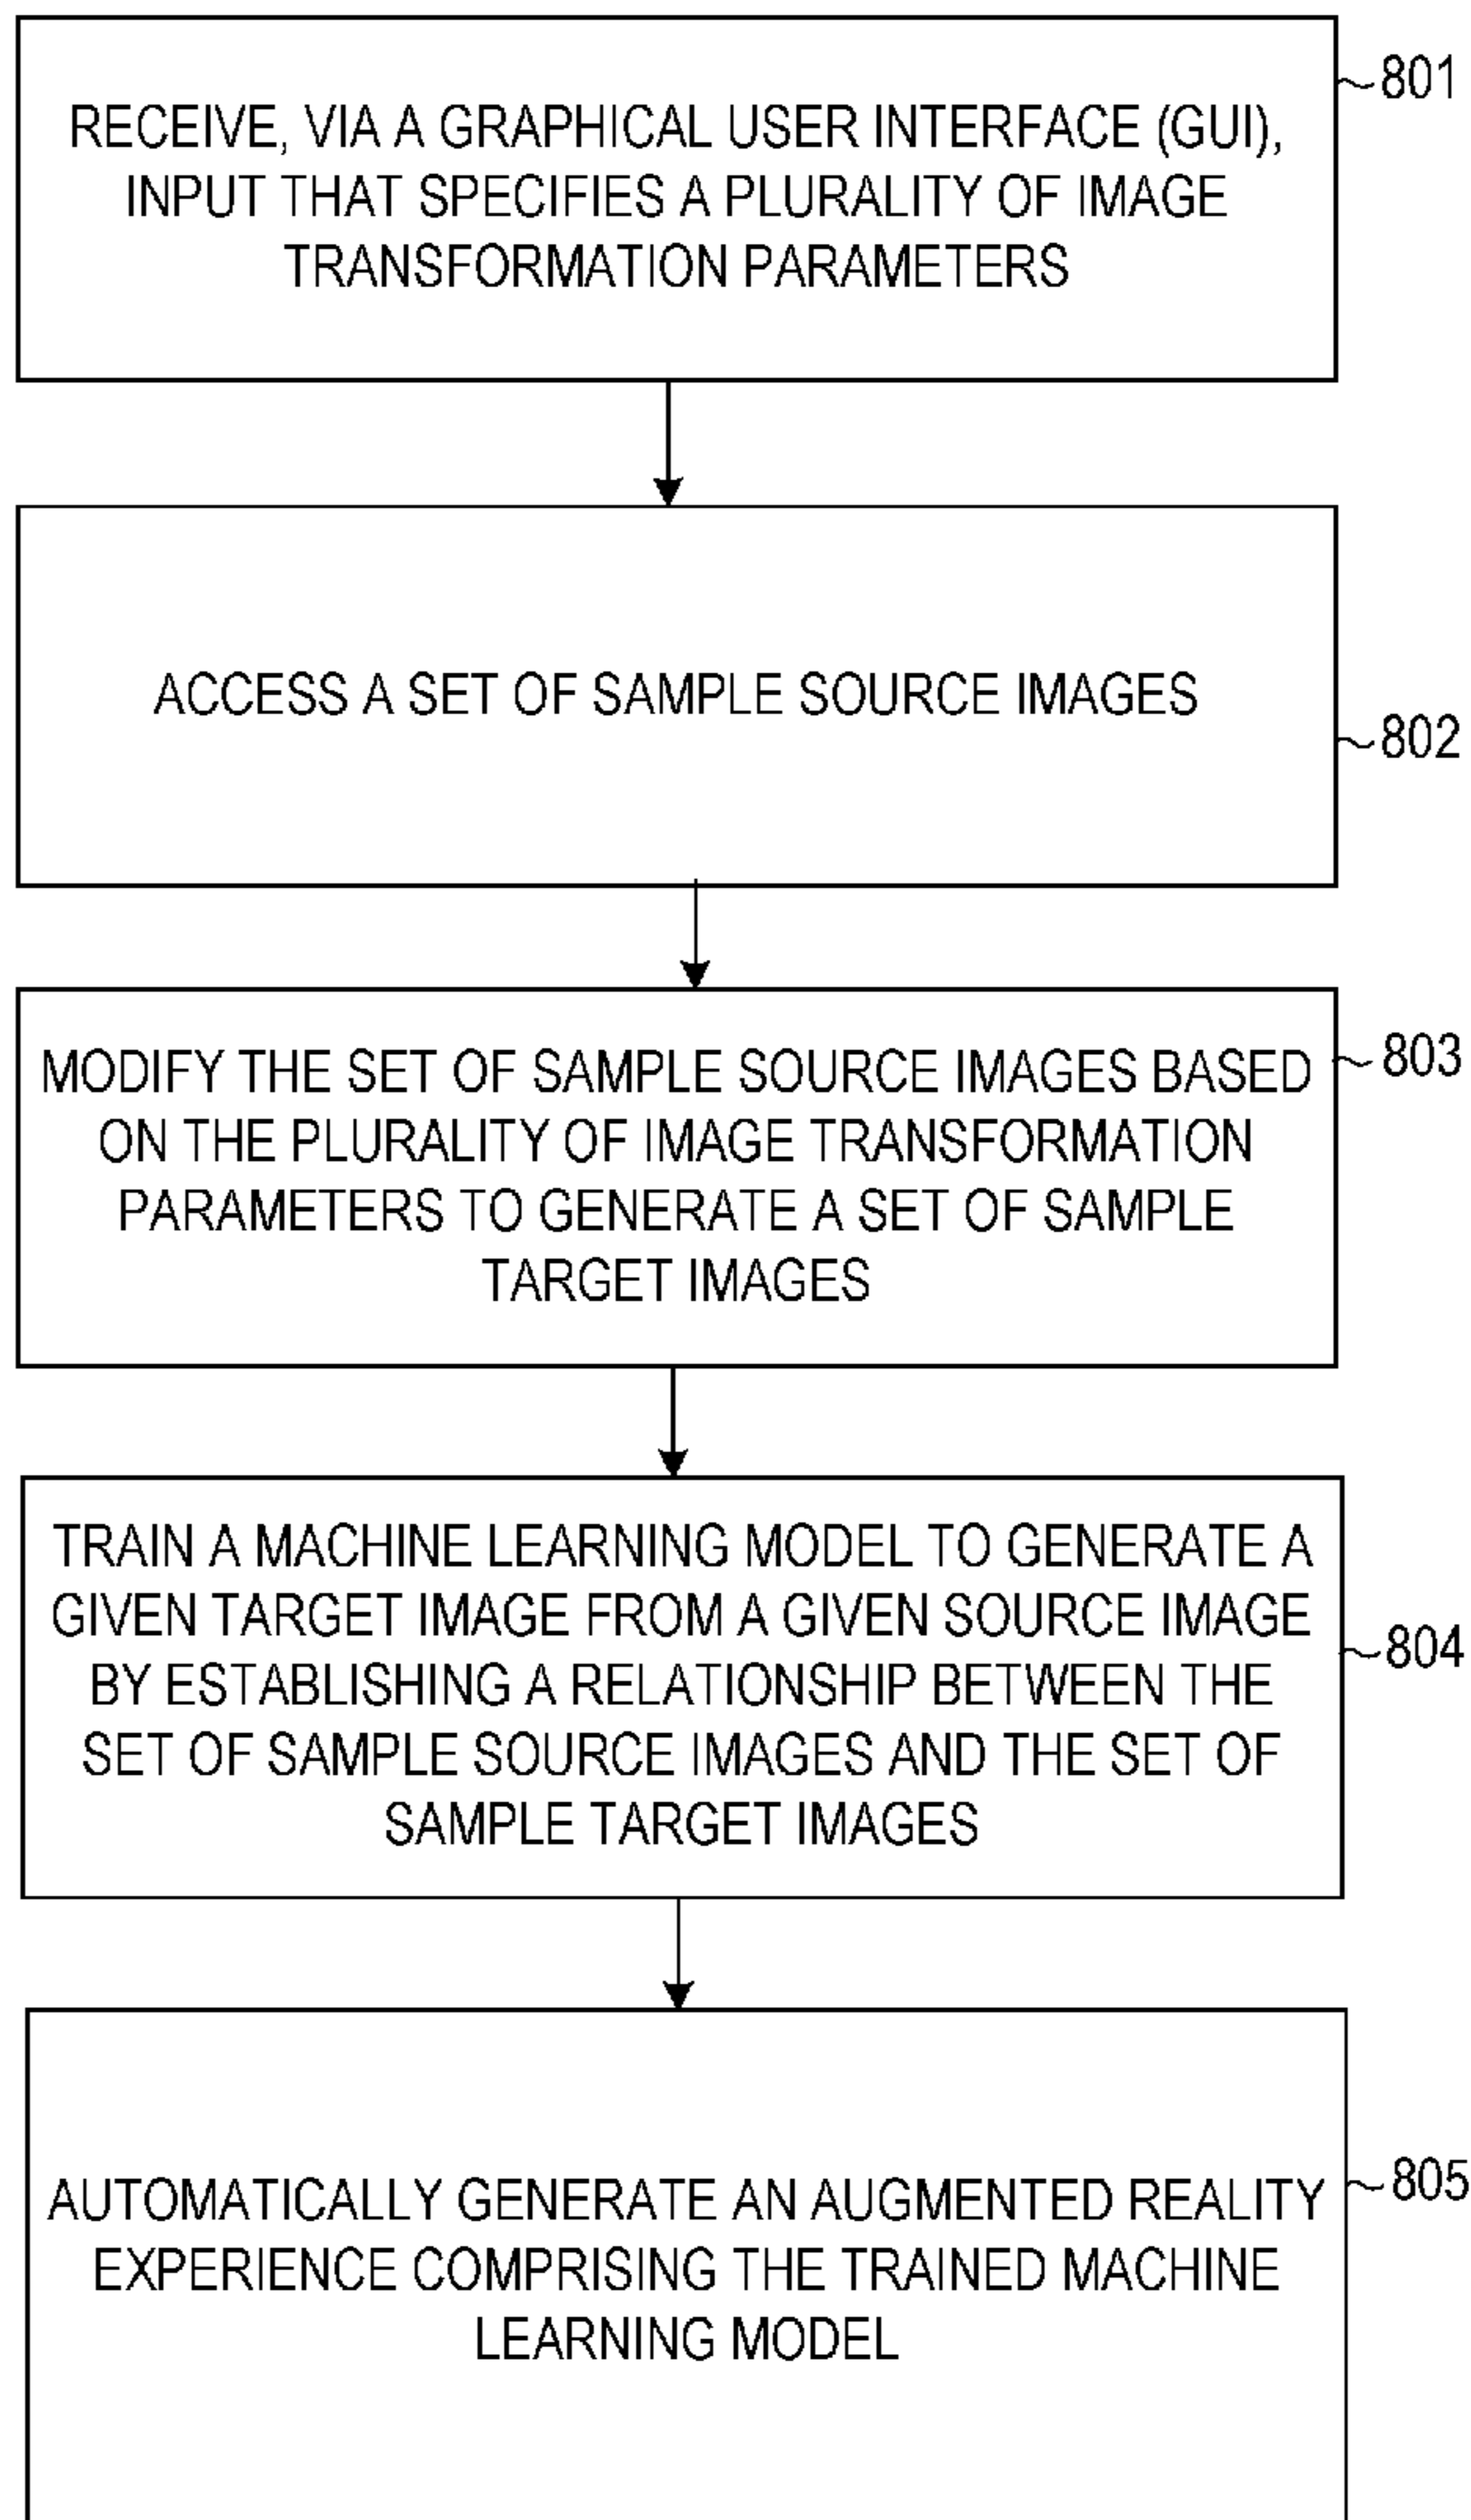 801
RECEIVE, VIA A GRAPHICAL USER INTERFACE (GUI),
INPUT THAT SPECIFIES A PLURALITY OF IMAGE
TRANSFORMATION PARAMETERS
ACCESS A SET OF SAMPLE SOURCE IMAGES
802
MODIFY THE SET OF SAMPLE SOURCE IMAGES BASED
803
ON THE PLURALITY OF IMAGE TRANSFORMATION
PARAMETERS TO GENERATE A SET OF SAMPLE
TARGET IMAGES
TRAIN A MACHINE LEARNING MODEL TO GENERATE A
GIVEN TARGET IMAGE FROM A GIVEN SOURCE IMAGE
804
BY ESTABLISHING A RELATIONSHIP BETWEEN THE
SET OF SAMPLE SOURCE IMAGES AND THE SET OF
SAMPLE TARGET IMAGES
805
AUTOMATICALLY GENERATE AN AUGMENTED REALITY
EXPERIENCE COMPRISING THE TRAINED MACHINE
LEARNING MODEL